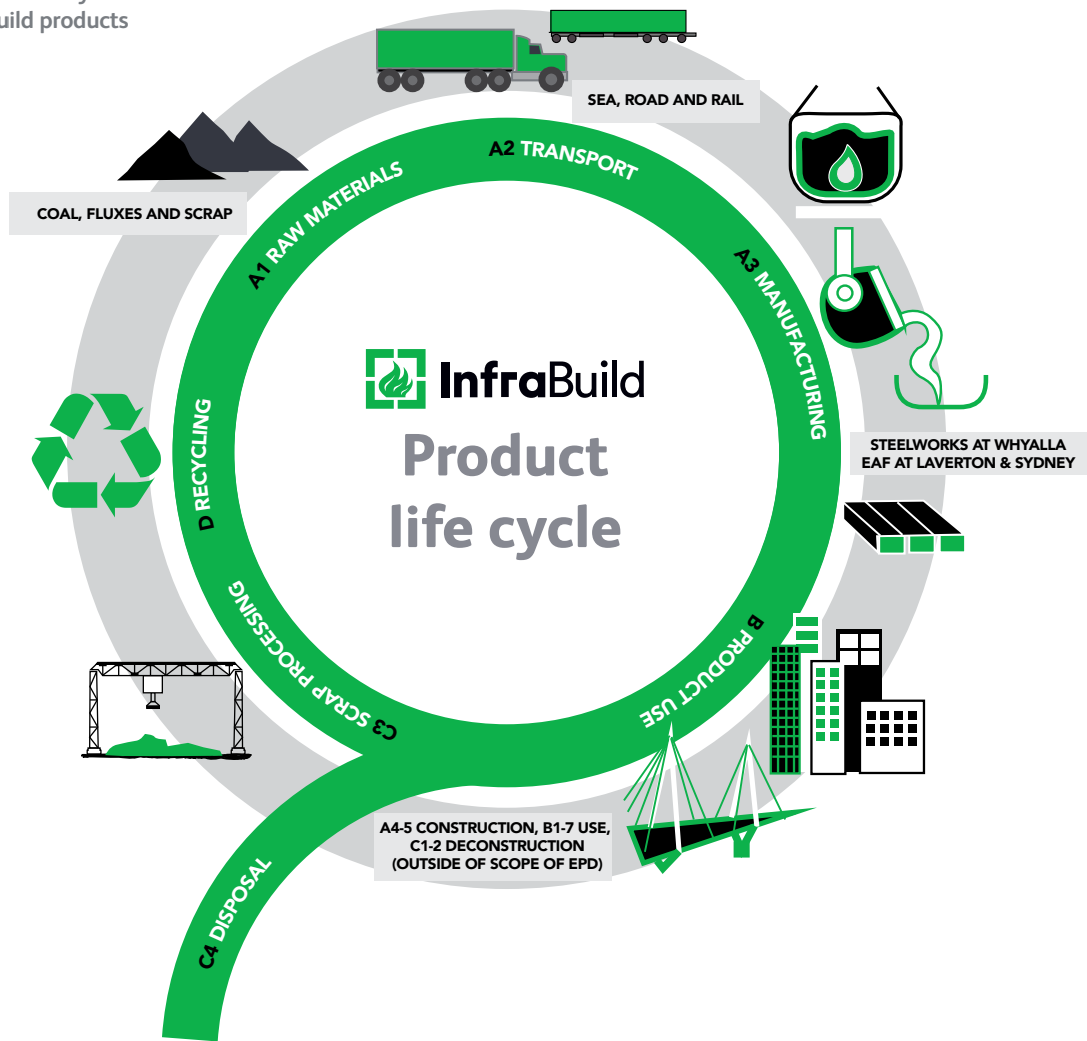 build products
SEA, ROAD AND RAIL
COAL, FLUXES AND SCRAP
A1 RAW MATERIALS
A2 TRANSPORT
A3 MANUFACTURING
InfraBuild
Product
life cycle
STEELWORKS AT WHYALLA
EAF AT LAVERTON & SYDNEY
B PRODUCT USE
A4-5 CONSTRUCTION, B1-7 USE,
C1-2 DECONSTRUCTION
(OUTSIDE OF SCOPE OF EPD)
C3 SCRAP PROCESSING
D RECYCLING
C4 DISPOSAL